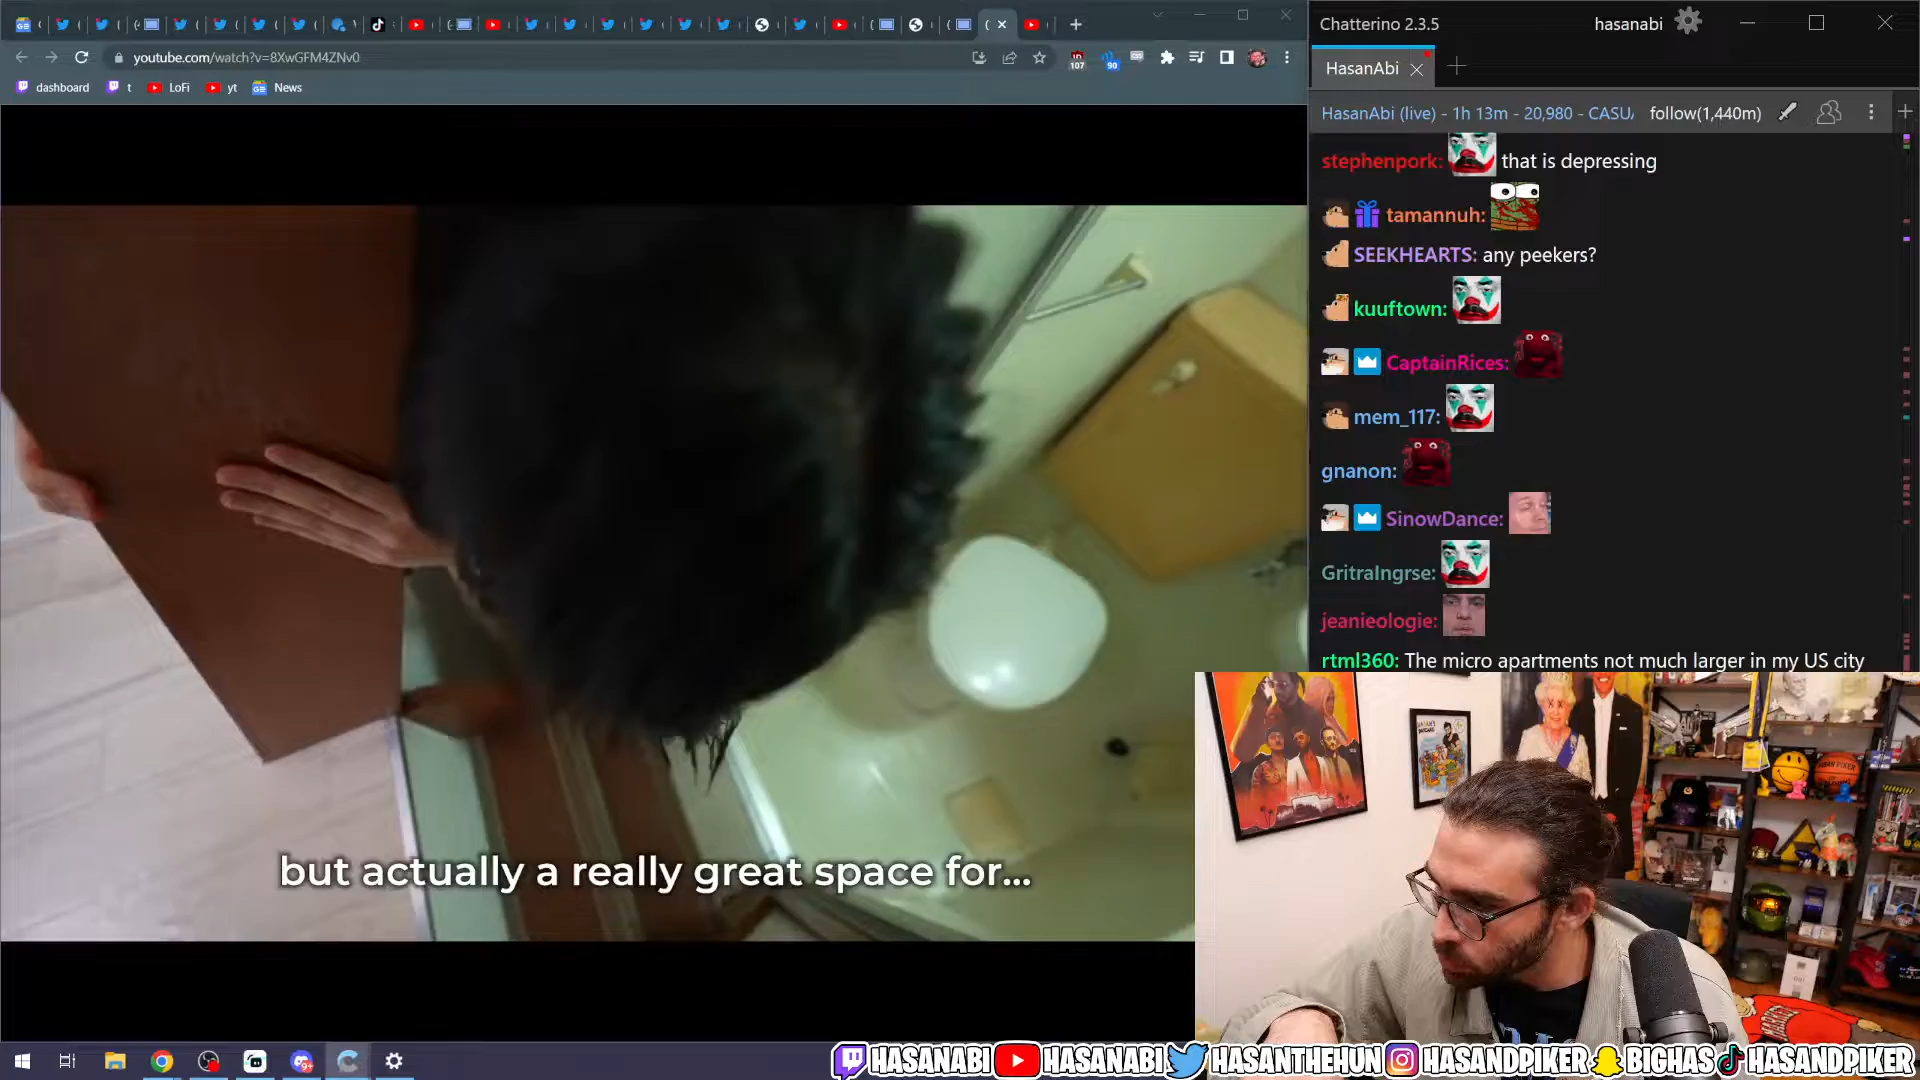 youtube.com/watch?v=8XwGFM4ZNv0
107
90
dashboard
t
LoFi
yt
News
but actually a really great space for...
Chatterino 2.3.5
hasanabi
HasanAbi
HasanAbi (live) - 1h 13m - 20,980 - CASU
follow(1,440m)
stephenpork: that is depressing
tamannuh:
SEEKHEARTS: any peekers?
kuuftown:
CaptainRices:
mem_117:
gnanon:
SinowDance:
GritraIngrse:
jeanieologie:
rtml360: The micro apartments not much larger in my US city
HASANABI HASANABI HASANTHEHUN HASANDPIKER BIGHAS HASANDPIKER